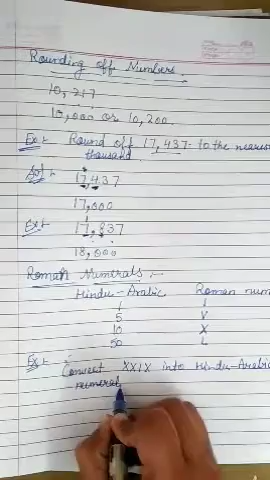 Rounding off Numbers.
10,217
10,000 or 10,200.
Ex:- Round off 17,437 to the nearest
thousand.
Sol:- 17,437
17,000
Ex:- 17,837
18,000
Roman Numerals :-
Hindu-Arabic Roman num
1 I
5 V
10 X
50 L
Ex:- Convert XXIX into Hindu-Arabic
numeral